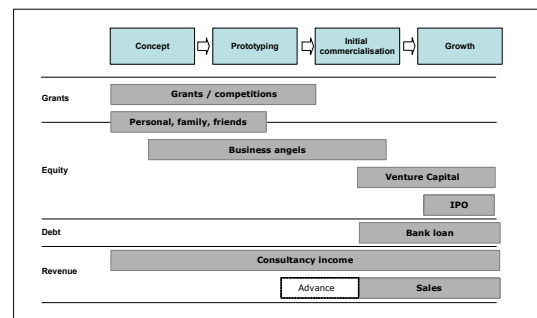 Concept
Prototyping
Initial
commercialisation
Growth
Grants
Grants / competitions
Personal, family, friends
Equity
Business angels
Venture Capital
IPO
Debt
Bank loan
Revenue
Consultancy income
Advance
Sales